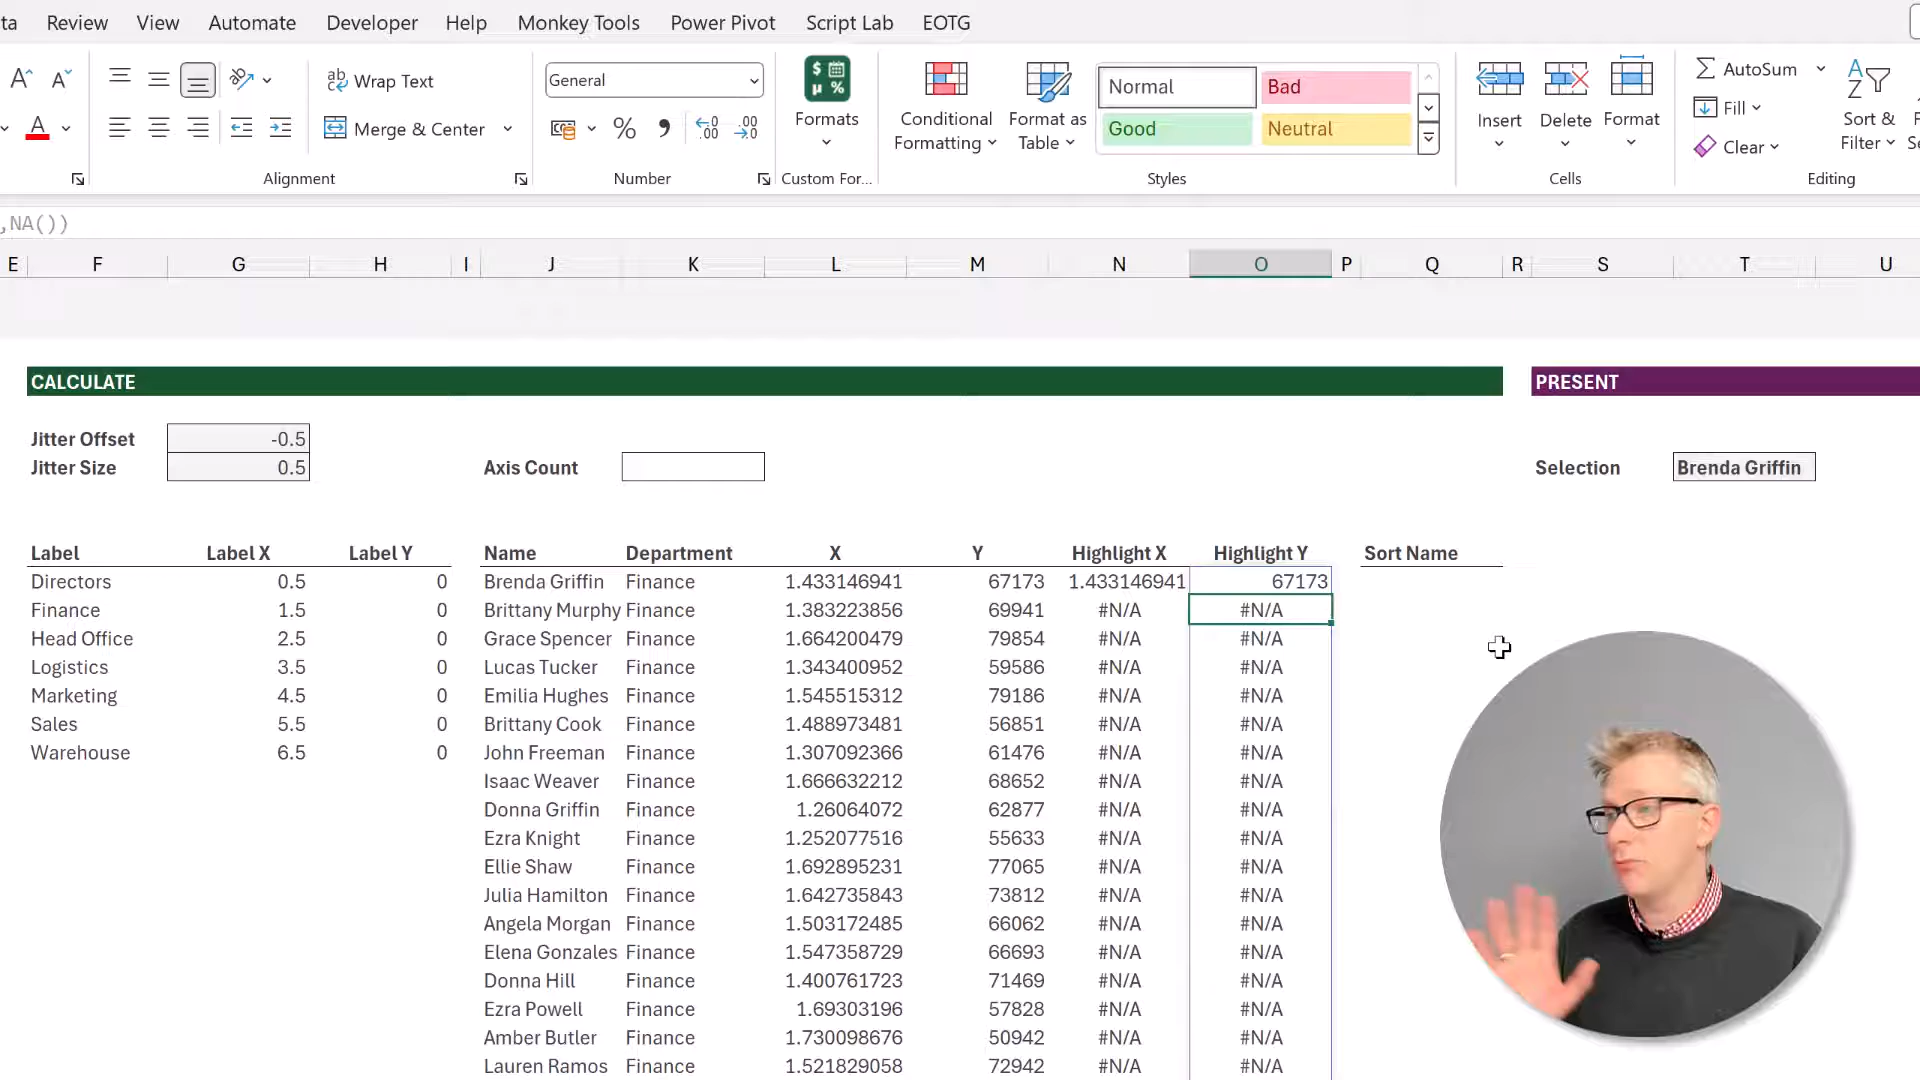 ta Review View Automate Developer Help Monkey Tools Power Pivot Script Lab EOTG
A^ A˅ ab Wrap Text General Normal Bad AutoSum
Conditional Formatting Format as Table Formats Insert Delete Format Fill Sort & Filter
A Merge & Center % , .00 .00 Good Neutral Clear
Alignment Number Custom For... Styles Cells Editing
,NA())
E F G H I J K L M N O P Q R S T U
CALCULATE PRESENT
Jitter Offset -0.5
Jitter Size 0.5 Axis Count Selection Brenda Griffin
Label Label X Label Y Name Department X Y Highlight X Highlight Y Sort Name
Directors 0.5 0 Brenda Griffin Finance 1.433146941 67173 1.433146941 67173
Finance 1.5 0 Brittany Murphy Finance 1.383223856 69941 #N/A #N/A
Head Office 2.5 0 Grace Spencer Finance 1.664200479 79854 #N/A #N/A
Logistics 3.5 0 Lucas Tucker Finance 1.343400952 59586 #N/A #N/A
Marketing 4.5 0 Emilia Hughes Finance 1.545515312 79186 #N/A #N/A
Sales 5.5 0 Brittany Cook Finance 1.488973481 56851 #N/A #N/A
Warehouse 6.5 0 John Freeman Finance 1.307092366 61476 #N/A #N/A
Isaac Weaver Finance 1.666632212 68652 #N/A #N/A
Donna Griffin Finance 1.26064072 62877 #N/A #N/A
Ezra Knight Finance 1.252077516 55633 #N/A #N/A
Ellie Shaw Finance 1.692895231 77065 #N/A #N/A
Julia Hamilton Finance 1.642735843 73812 #N/A #N/A
Angela Morgan Finance 1.503172485 66062 #N/A #N/A
Elena Gonzales Finance 1.547358729 66693 #N/A #N/A
Donna Hill Finance 1.400761723 71469 #N/A #N/A
Ezra Powell Finance 1.69303196 57828 #N/A #N/A
Amber Butler Finance 1.730098676 50942 #N/A #N/A
Lauren Ramos Finance 1.521829058 72942 #N/A #N/A